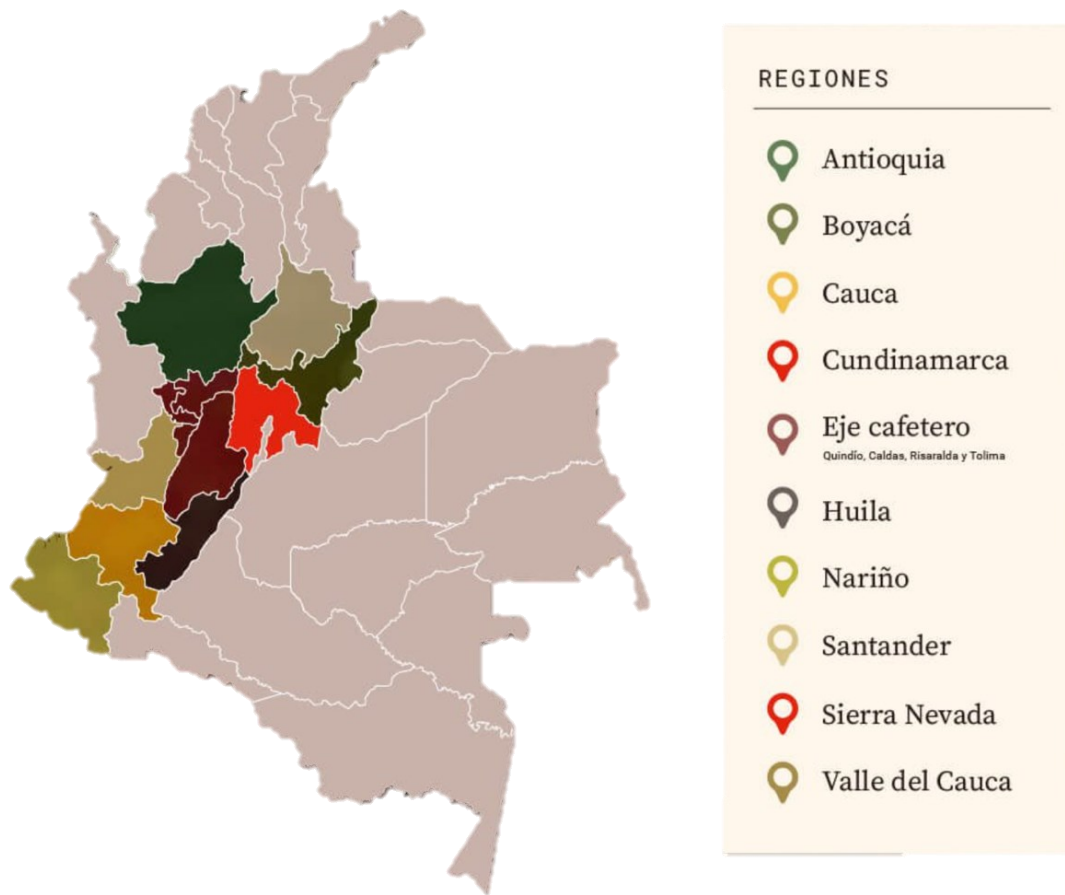 REGIONES
Antioquia
Boyacá
Cauca
Cundinamarca
Eje cafetero
Quindío, Caldas, Risaralda y Tolima
Huila
Nariño
Santander
Sierra Nevada
Valle del Cauca